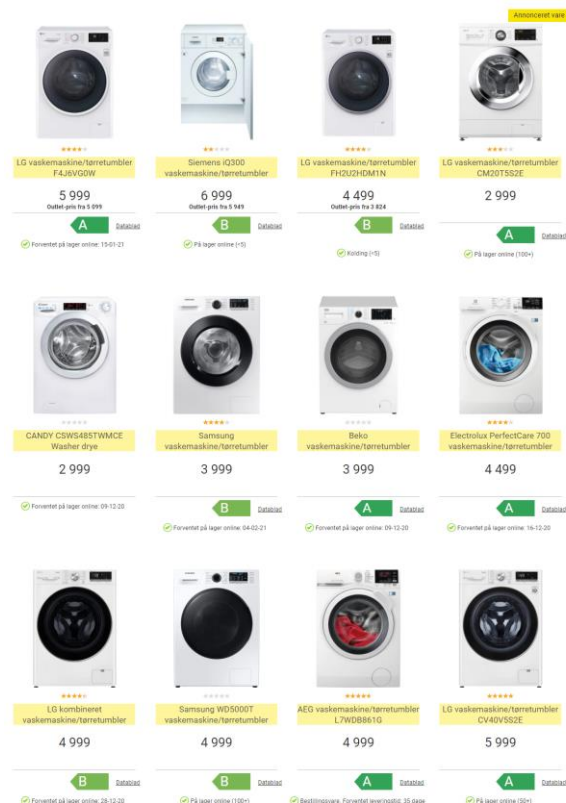 Annonceret vare
LG vaskemaskine/tørretumbler
F4J6VG0W
5 999
Outlet-pris fra 5 099
A
Datablad
Forventet på lager online: 15-01-21
Siemens iQ300
vaskemaskine/tørretumbler
6 999
Outlet-pris fra 5 949
B
Datablad
På lager online (<5)
LG vaskemaskine/tørretumbler
FH2U2HDM1N
4 499
Outlet-pris fra 3 824
B
Datablad
Kolding (<5)
LG vaskemaskine/tørretumbler
CM20T5S2E
2 999
A
Datablad
På lager online (100+)
CANDY CSWS485TWMCE
Washer drye
2 999
Forventet på lager online: 09-12-20
Samsung
vaskemaskine/tørretumbler
3 999
B
Datablad
Forventet på lager online: 04-02-21
Beko
vaskemaskine/tørretumbler
3 999
A
Datablad
Forventet på lager online: 09-12-20
Electrolux PerfectCare 700
vaskemaskine/tørretumbler
4 499
A
Datablad
Forventet på lager online: 16-12-20
LG kombineret
vaskemaskine/tørretumbler
4 999
B
Datablad
Forventet på lager online: 28-12-20
Samsung WD5000T
vaskemaskine/tørretumbler
4 999
B
Datablad
På lager online (100+)
AEG vaskemaskine/tørretumbler
L7WDB861G
4 999
A
Datablad
Bestillingsvare. Forventet leveringstid: 35 dage
LG vaskemaskine/tørretumbler
CV40V5S2E
5 999
A
Datablad
På lager online (50+)